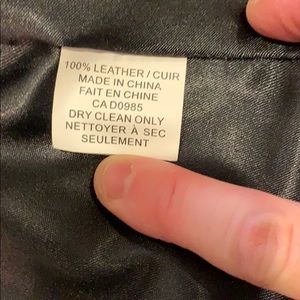 100% LEATHER / CUIR
MADE IN CHINA
FAIT EN CHINE
CA D0985
DRY CLEAN ONLY
NETTOYER À SEC
SEULEMENT